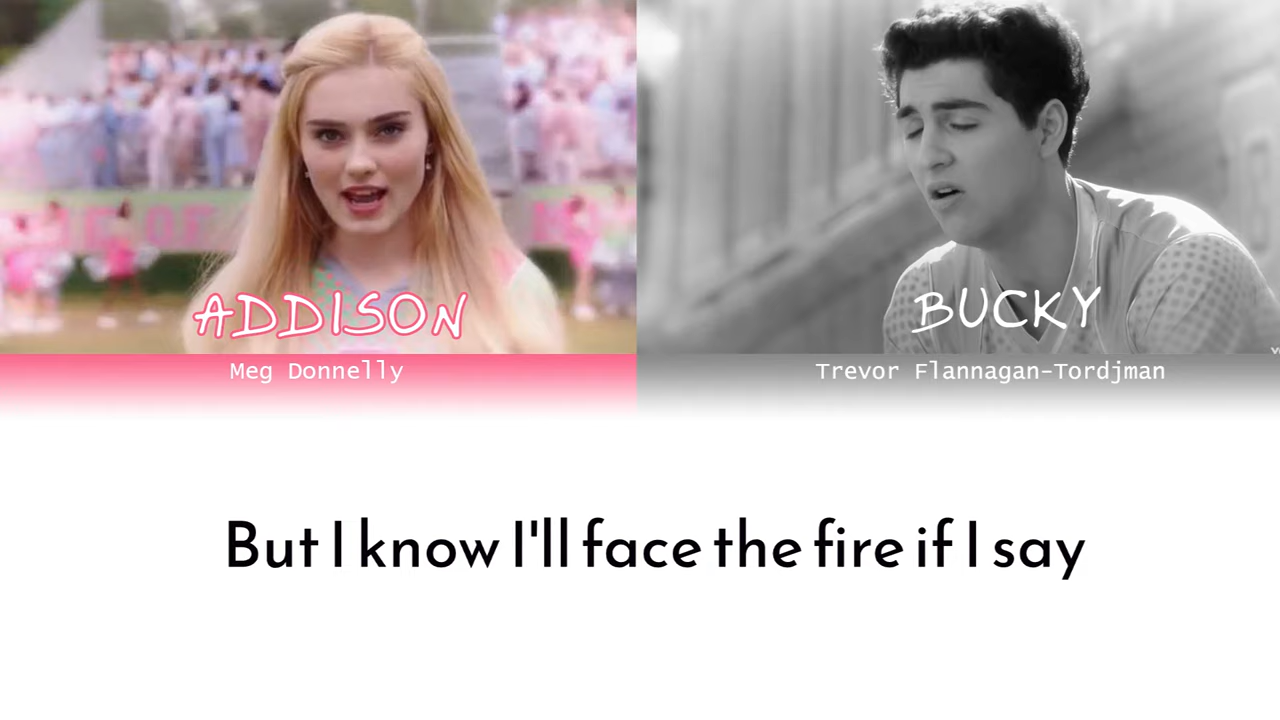 ADDISON
BUCKY
Meg Donnelly
Trevor Flannagan-Tordjman
But I know I'll face the fire if I say